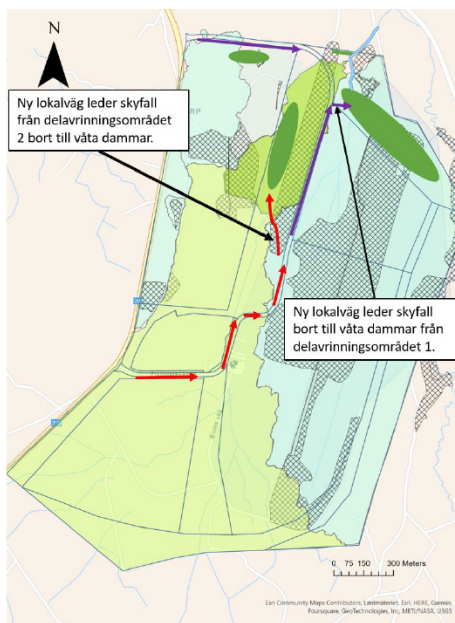 N
Ny lokalväg leder skyfall
från delavrinningsområdet
2 bort till våta dammar.
Ny lokalväg leder skyfall
bort till våta dammar från
delavrinningsområdet 1.
0 75 150 300 Meters
Esri Community Maps Contributors, Lantmäteriet, Esri, HERE, Garmin,
Foursquare, GeoTechnologies, Inc, METI/NASA, USGS